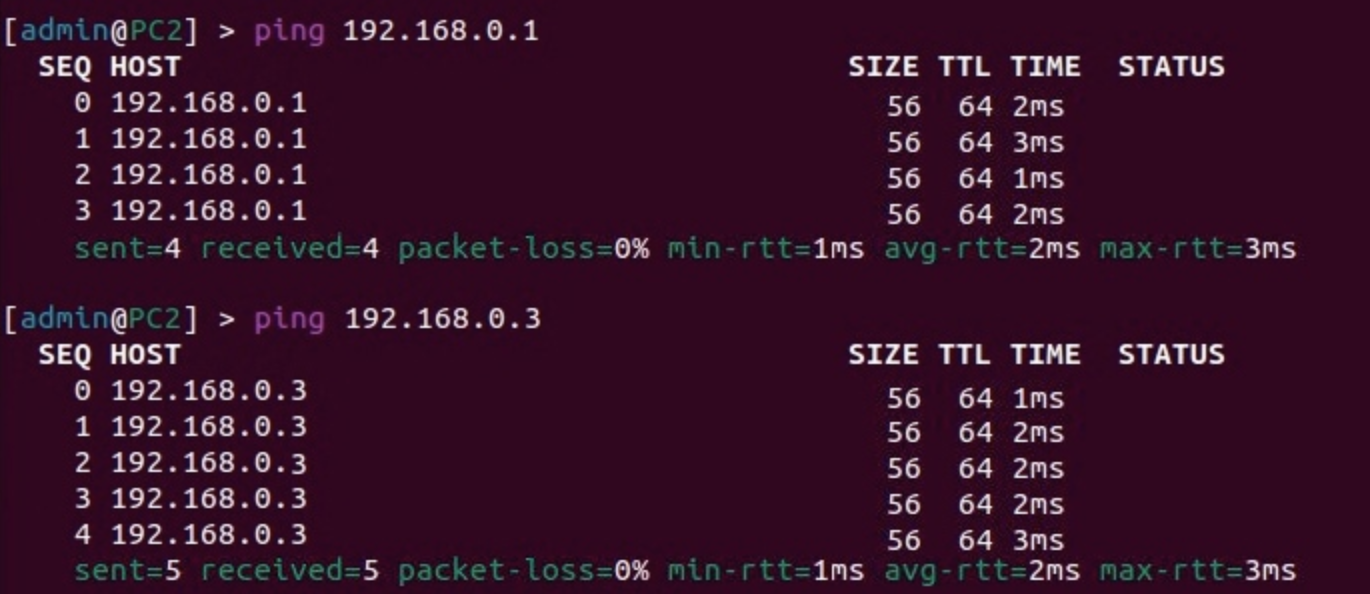 [admin@PC2] > ping 192.168.0.1
SEQ HOST SIZE TTL TIME STATUS
0 192.168.0.1 56 64 2ms
1 192.168.0.1 56 64 3ms
2 192.168.0.1 56 64 1ms
3 192.168.0.1 56 64 2ms
sent=4 received=4 packet-loss=0% min-rtt=1ms avg-rtt=2ms max-rtt=3ms
[admin@PC2] > ping 192.168.0.3
SEQ HOST SIZE TTL TIME STATUS
0 192.168.0.3 56 64 1ms
1 192.168.0.3 56 64 2ms
2 192.168.0.3 56 64 2ms
3 192.168.0.3 56 64 2ms
4 192.168.0.3 56 64 3ms
sent=5 received=5 packet-loss=0% min-rtt=1ms avg-rtt=2ms max-rtt=3ms